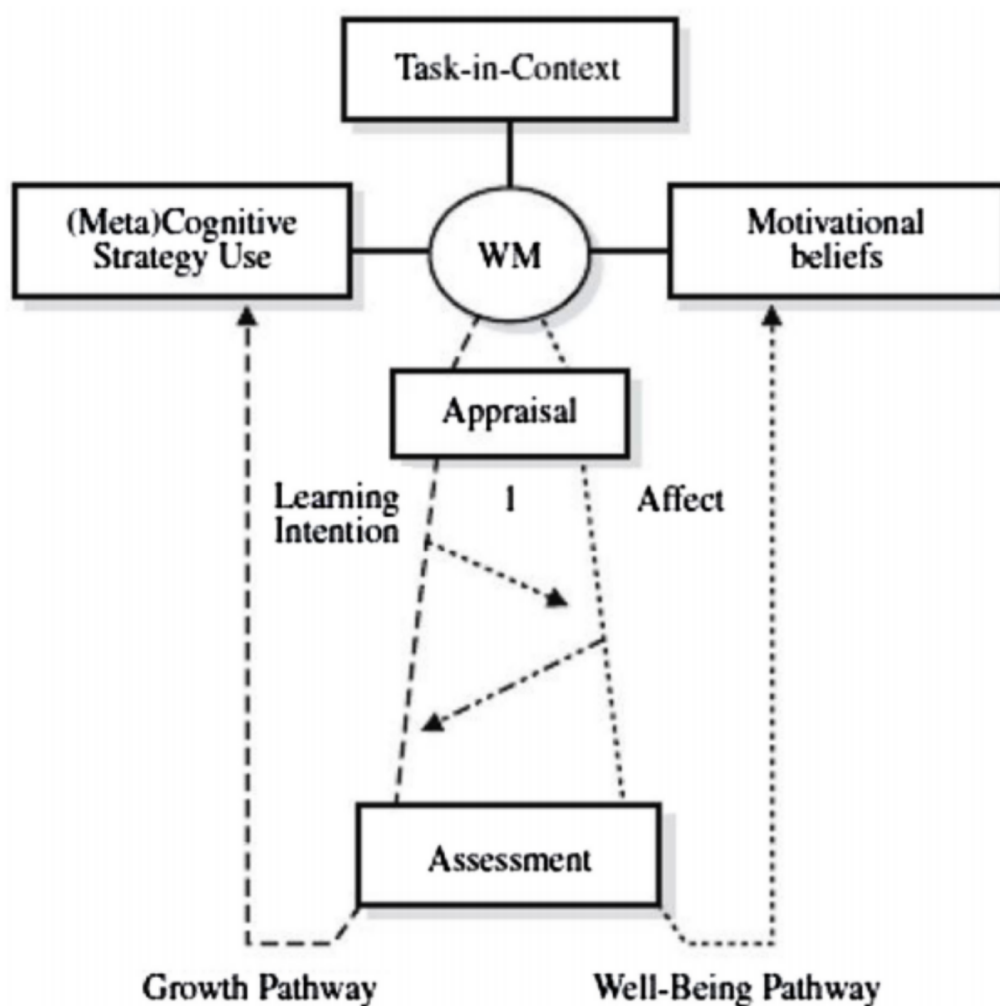 Task-in-Context
(Meta)Cognitive
Strategy Use
WM
Motivational
beliefs
Appraisal
Learning
Intention
1
Affect
Assessment
Growth Pathway
Well-Being Pathway